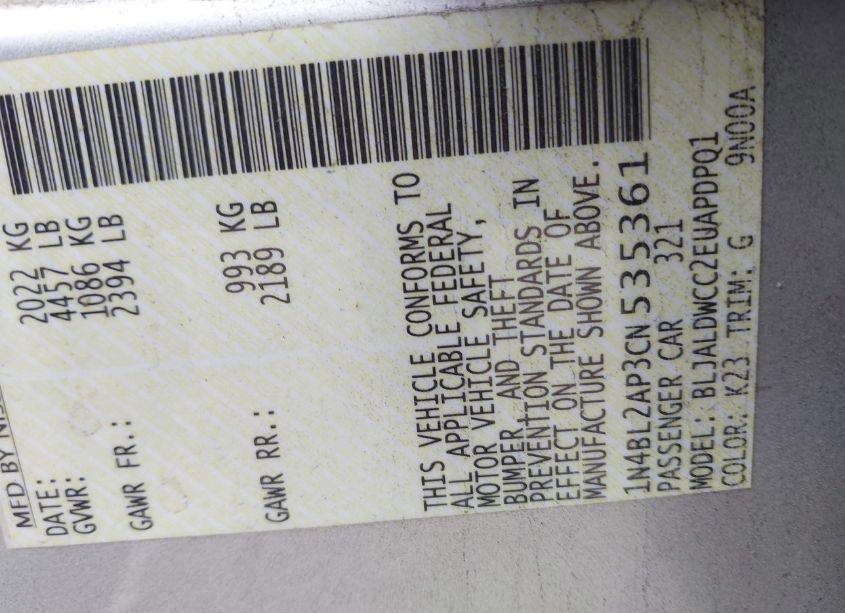 MFD BY NIS
DATE:
GVWR: 2022 KG
4457 LB
GAWR FR.: 1086 KG
2394 LB
GAWR RR.: 993 KG
2189 LB
THIS VEHICLE CONFORMS TO
ALL APPLICABLE FEDERAL
MOTOR VEHICLE SAFETY,
BUMPER, AND THEFT
PREVENTION STANDARDS IN
EFFECT ON THE DATE OF
MANUFACTURE SHOWN ABOVE.
1N4BL2AP3CN535361
PASSENGER CAR 321
MODEL: BLJALDWCC2EUAPDPQ1
COLOR: K23 TRIM: G 9N00A